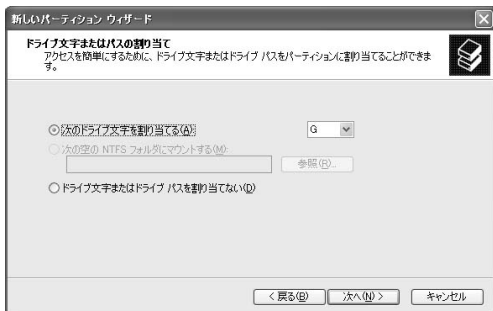 新しいパーティション ウィザード
ドライブ文字またはパスの割り当て
アクセスを簡単にするために、ドライブ文字またはドライブ パスをパーティションに割り当てることができま
す。
次のドライブ文字を割り当てる(A):
G
次の空の NTFS フォルダにマウントする(M):
参照(R)...
ドライブ文字またはドライブ パスを割り当てない(D)
< 戻る(B)
次へ(N) >
キャンセル